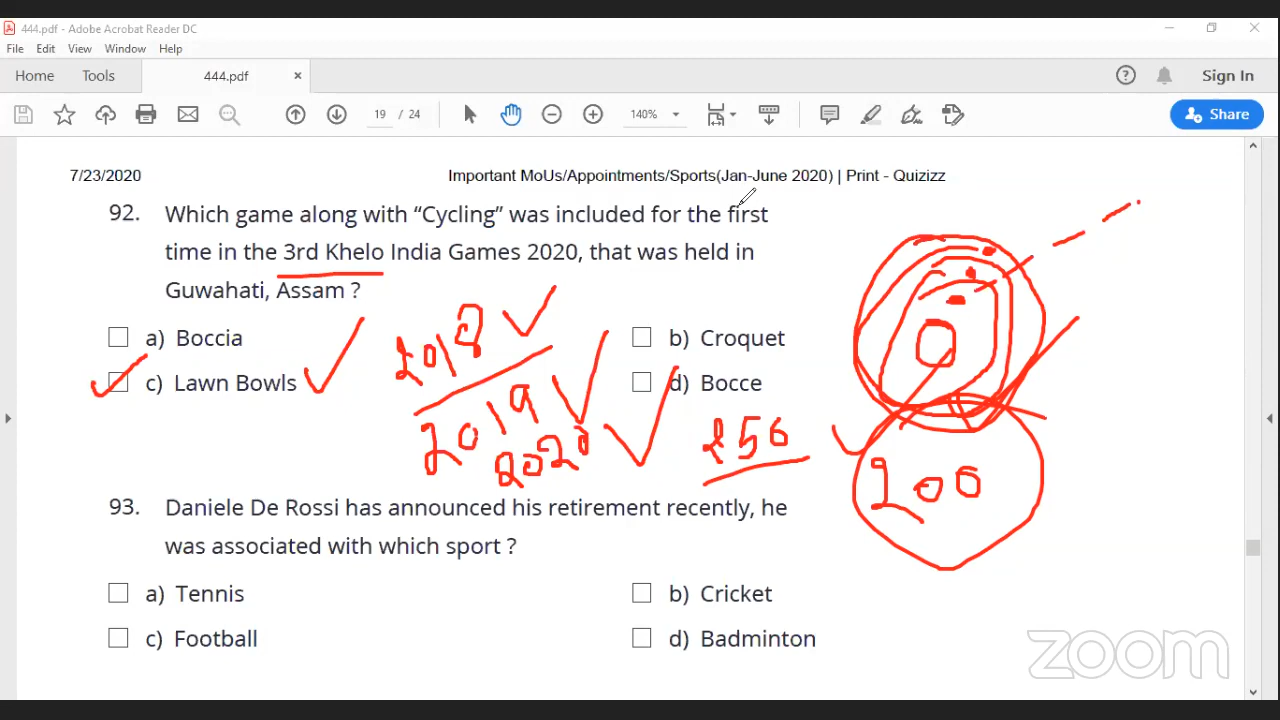 444.pdf - Adobe Acrobat Reader DC
File Edit View Window Help
Home Tools 444.pdf × Sign In
19 / 24 140% Share
7/23/2020 Important MoUs/Appointments/Sports(Jan-June 2020) | Print - Quizizz
92. Which game along with “Cycling” was included for the first
time in the 3rd Khelo India Games 2020, that was held in
Guwahati, Assam ?
a) Boccia b) Croquet
2018
c) Lawn Bowls d) Bocce
2019
2020
256
200
93. Daniele De Rossi has announced his retirement recently, he
was associated with which sport ?
a) Tennis b) Cricket
c) Football d) Badminton
zoom